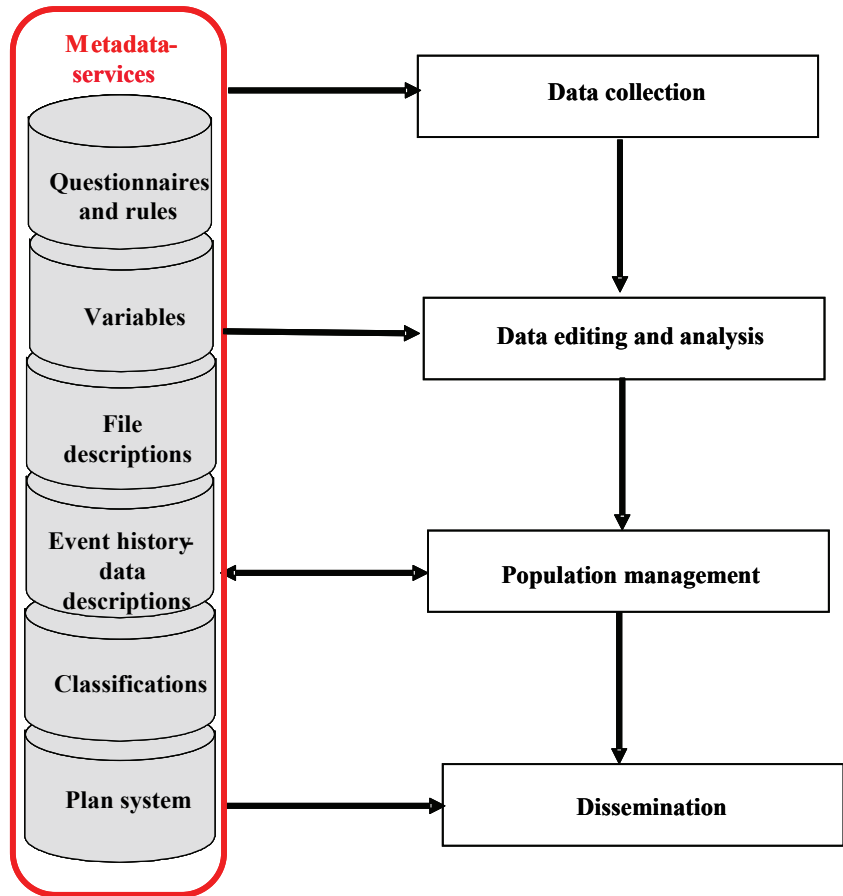 Metadata-
services
Data collection
Questionnaires
and rules
Variables
Data editing and analysis
File
descriptions
Event history-
data
descriptions
Population management
Classifications
Plan system
Dissemination